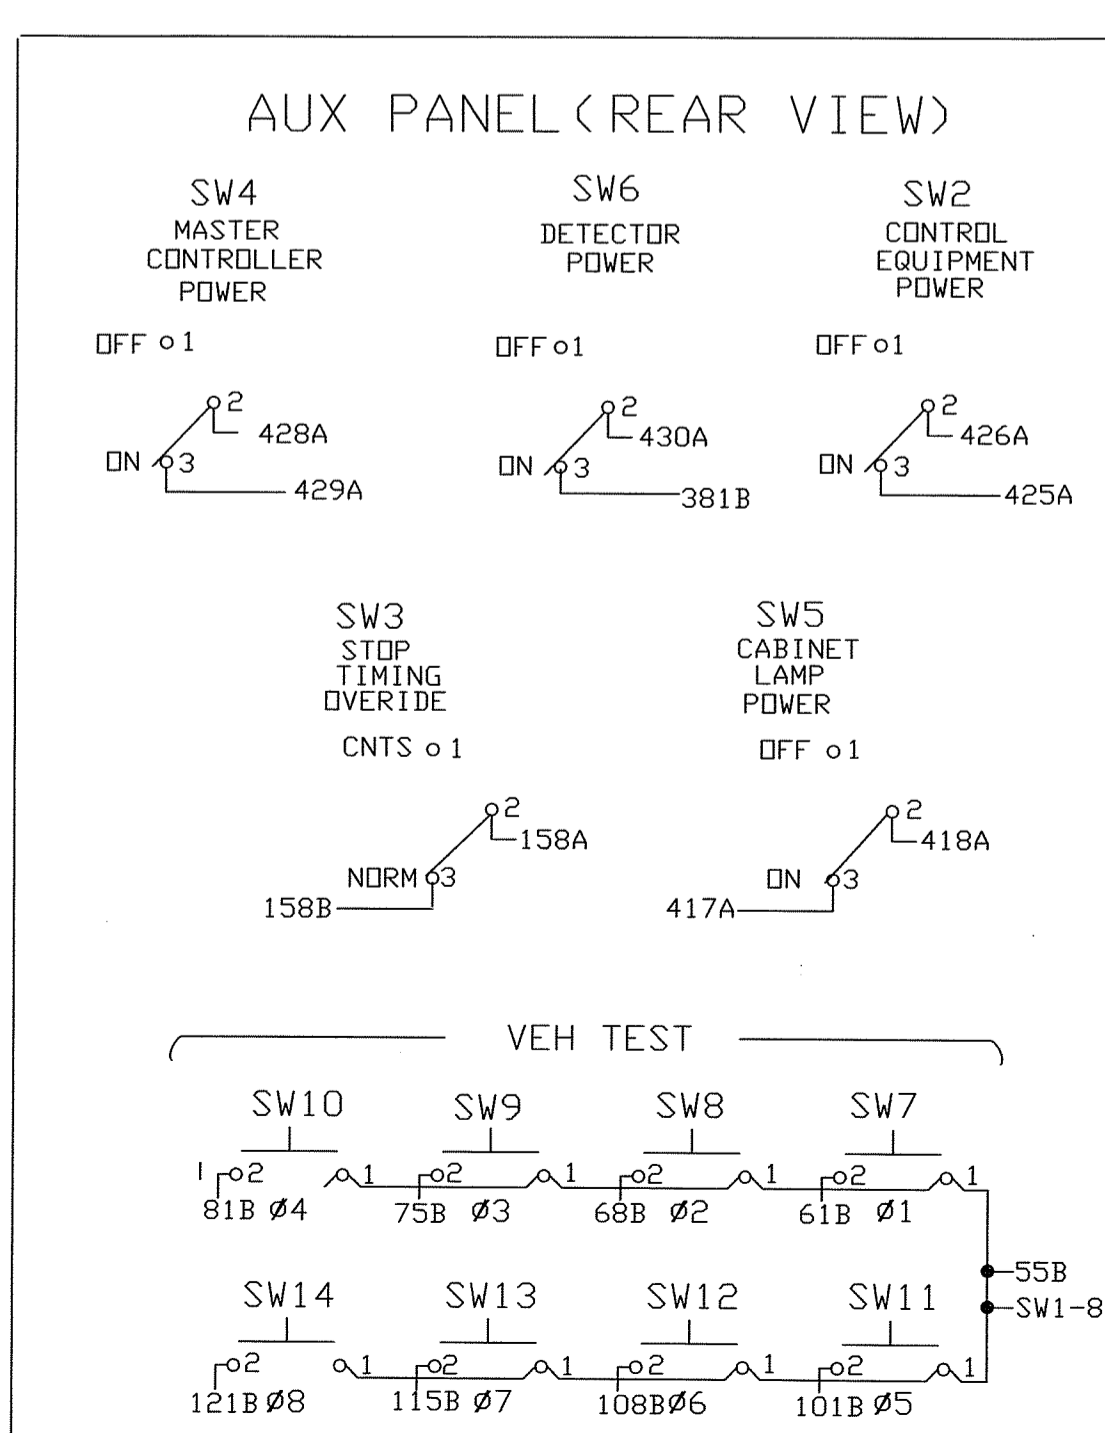 AUX PANEL(REAR VIEW)
SW4
MASTER
CONTROLLER
POWER
OFF 1
2
428A
ON 3
429A
SW6
DETECTOR
POWER
OFF 1
2
430A
ON 3
381B
SW2
CONTROL
EQUIPMENT
POWER
OFF 1
2
426A
ON 3
425A
SW3
STOP
TIMING
OVERIDE
CNTS 1
2
158A
NORM 3
158B
SW5
CABINET
LAMP
POWER
OFF 1
2
418A
ON 3
417A
VEH TEST
SW10 SW9 SW8 SW7
2 1 2 1 2 1 2 1
81B Ø4 75B Ø3 68B Ø2 61B Ø1
55B
SW1-8
SW14 SW13 SW12 SW11
2 1 2 1 2 1 2 1
121B Ø8 115B Ø7 108B Ø6 101B Ø5